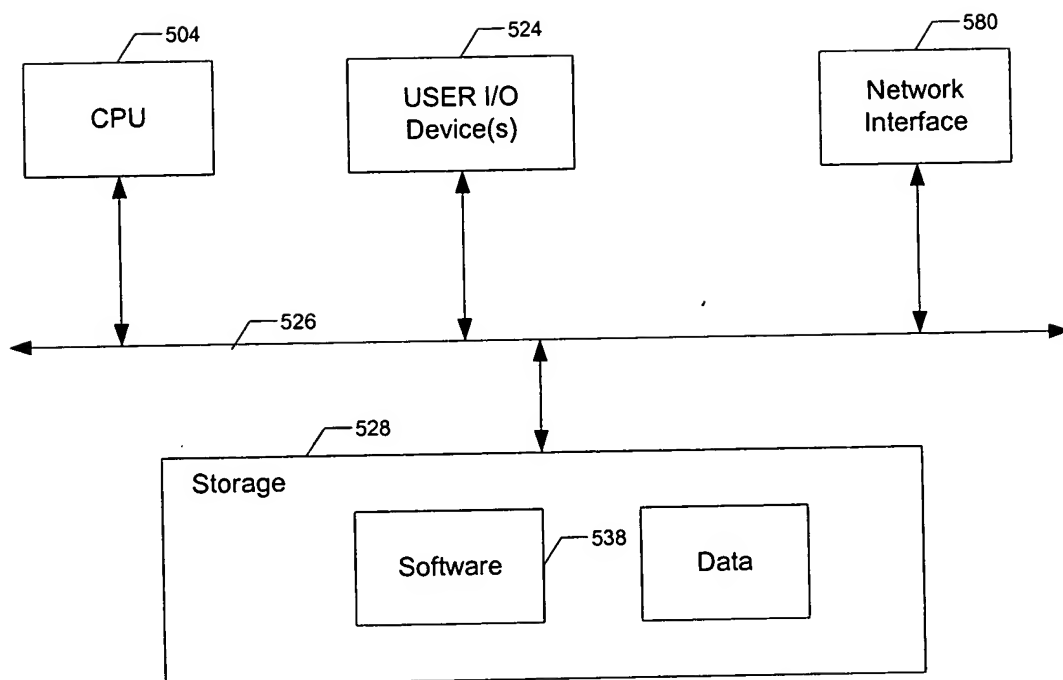 504
524
580
CPU
USER I/O
Device(s)
Network
Interface
526
528
Storage
Software
538
Data